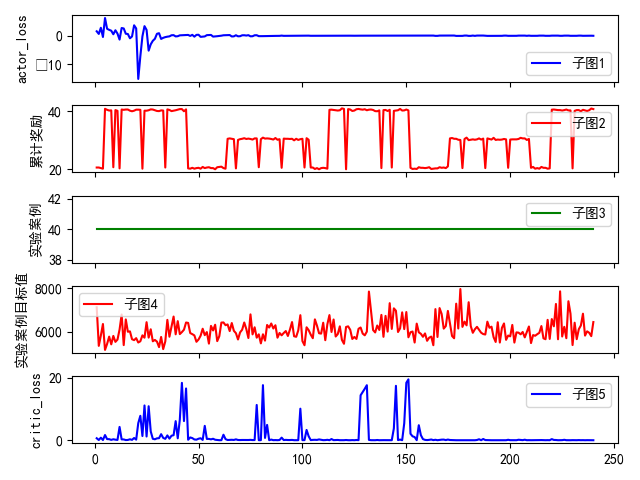 actor_loss
0
□10
子图1
累计奖励
40
20
子图2
实验案例
42
40
38
子图3
实验案例目标值
8000
6000
子图4
critic_loss
20
0
子图5
0 50 100 150 200 250